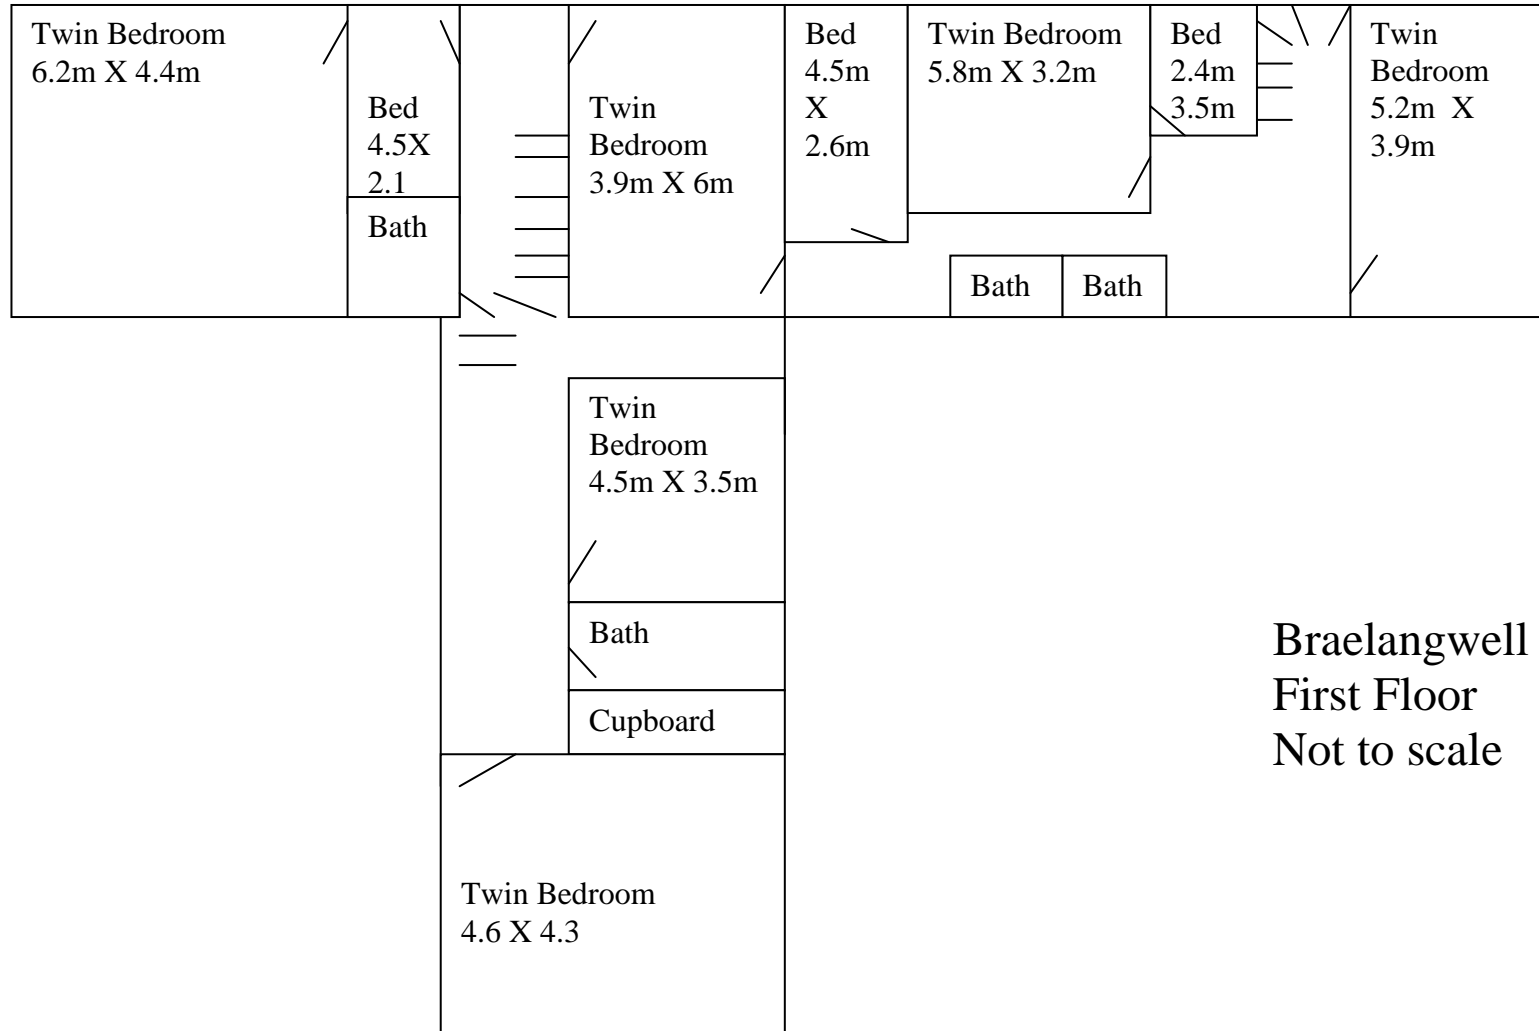 Twin Bedroom
6.2m X 4.4m
Bed
4.5X
2.1
Bath
Twin
Bedroom
3.9m X 6m
Bed
4.5m
X
2.6m
Twin Bedroom
5.8m X 3.2m
Bed
2.4m
3.5m
Twin
Bedroom
5.2m  X
3.9m
Bath
Bath
Twin
Bedroom
4.5m X 3.5m
Bath
Cupboard
Twin Bedroom
4.6 X 4.3
Braelangwell
First Floor
Not to scale